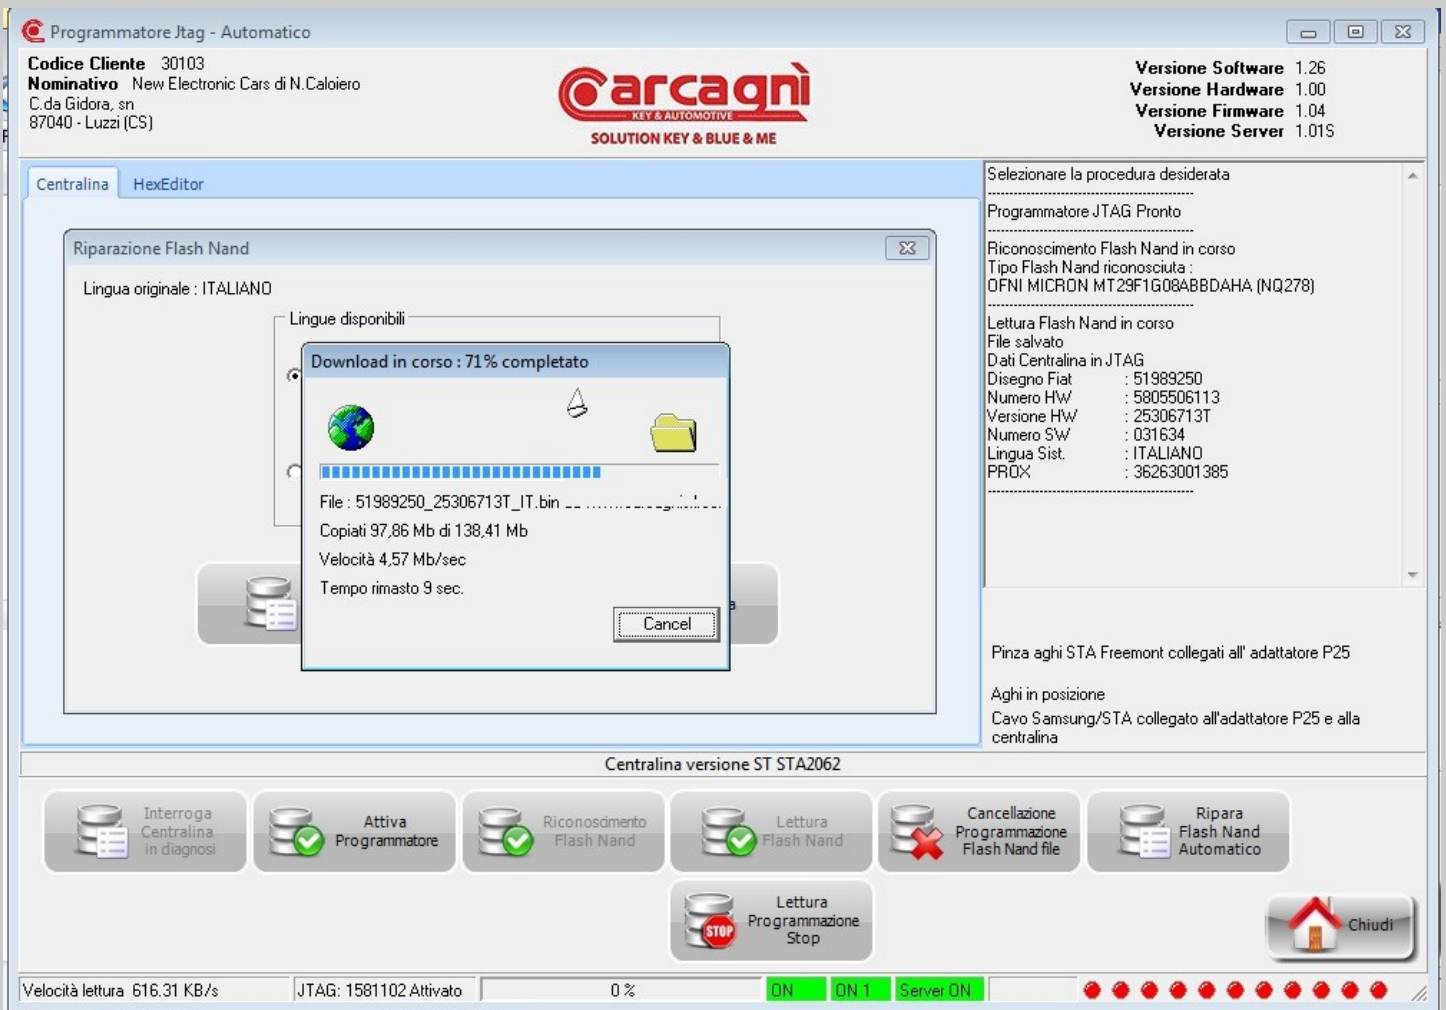 Programmatore Jtag - Automatico
Codice Cliente 30103
Nominativo New Electronic Cars di N.Caloiero
C.da Gidora, sn
87040 - Luzzi (CS)
Carcagnì
KEY & AUTOMOTIVE
SOLUTION KEY & BLUE & ME
Versione Software 1.26
Versione Hardware 1.00
Versione Firmware 1.04
Versione Server 1.01S
Centralina HexEditor
Riparazione Flash Nand
Lingua originale : ITALIANO
Lingue disponibili
Download in corso : 71% completato
File : 51989250_25306713T_IT.bin
Copiati 97,86 Mb di 138,41 Mb
Velocità 4,57 Mb/sec
Tempo rimasto 9 sec.
Cancel
Selezionare la procedura desiderata
Programmatore JTAG Pronto
Riconoscimento Flash Nand in corso
Tipo Flash Nand riconosciuta :
OFNI MICRON MT29F1G08ABBDAHA (NQ278)
Lettura Flash Nand in corso
File salvato
Dati Centralina in JTAG
Disegno Fiat : 51989250
Numero HW : 5805506113
Versione HW : 25306713T
Numero SW : 031634
Lingua Sist. : ITALIANO
PROX : 36263001385
Pinza aghi STA Freemont collegati all' adattatore P25
Aghi in posizione
Cavo Samsung/STA collegato all'adattatore P25 e alla
centralina
Centralina versione ST STA2062
Interroga
Centralina
in diagnosi
Attiva
Programmatore
Riconoscimento
Flash Nand
Lettura
Flash Nand
Cancellazione
Programmazione
Flash Nand file
Ripara
Flash Nand
Automatico
STOP
Lettura
Programmazione
Stop
Chiudi
Velocità lettura 616.31 KB/s
JTAG: 1581102 Attivato
0 %
ON
ON 1
Server ON